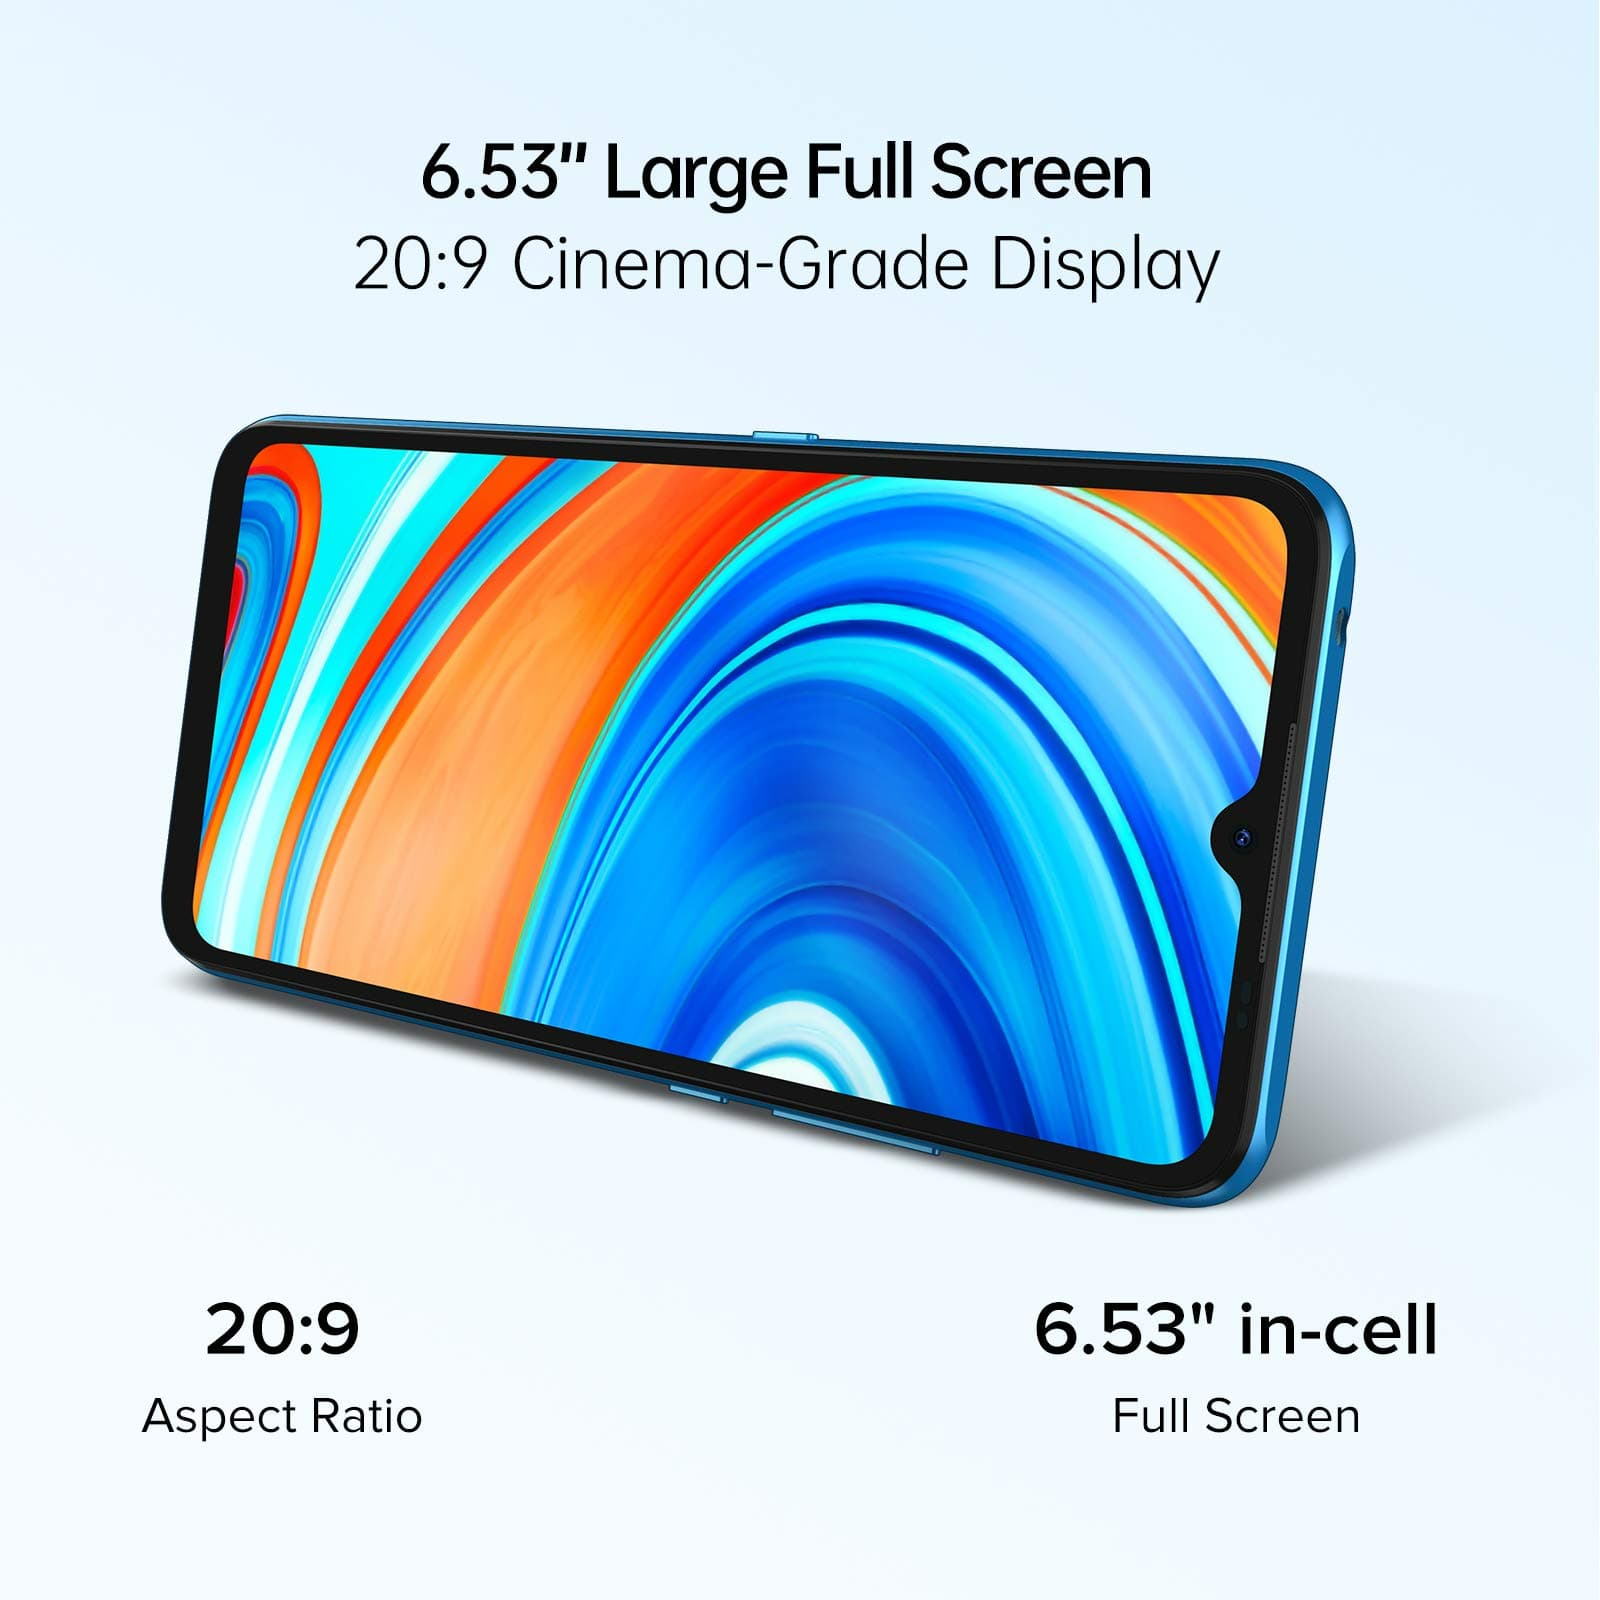 6.53" Large Full Screen
20:9 Cinema-Grade Display
20:9
Aspect Ratio
6.53" in-cell
Full Screen